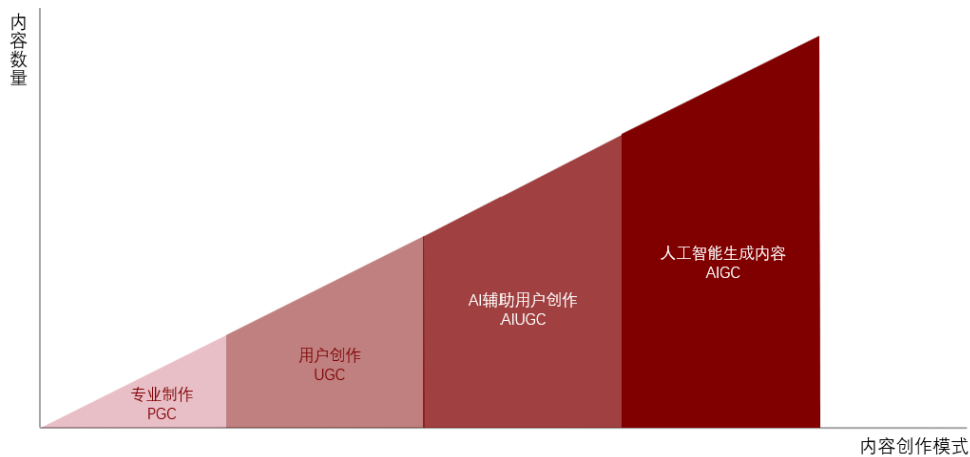 内容数量
人工智能生成内容
AIGC
AI辅助用户创作
AIUGC
用户创作
UGC
专业制作
PGC
内容创作模式